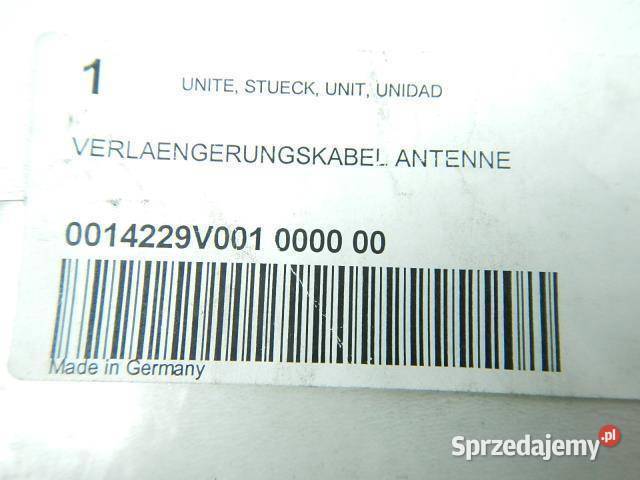 1 UNITE, STUECK, UNIT, UNIDAD
VERLAENGERUNGSKABEL ANTENNE
0014229V001 0000 00
Made in Germany
Sprzedajemy.pl